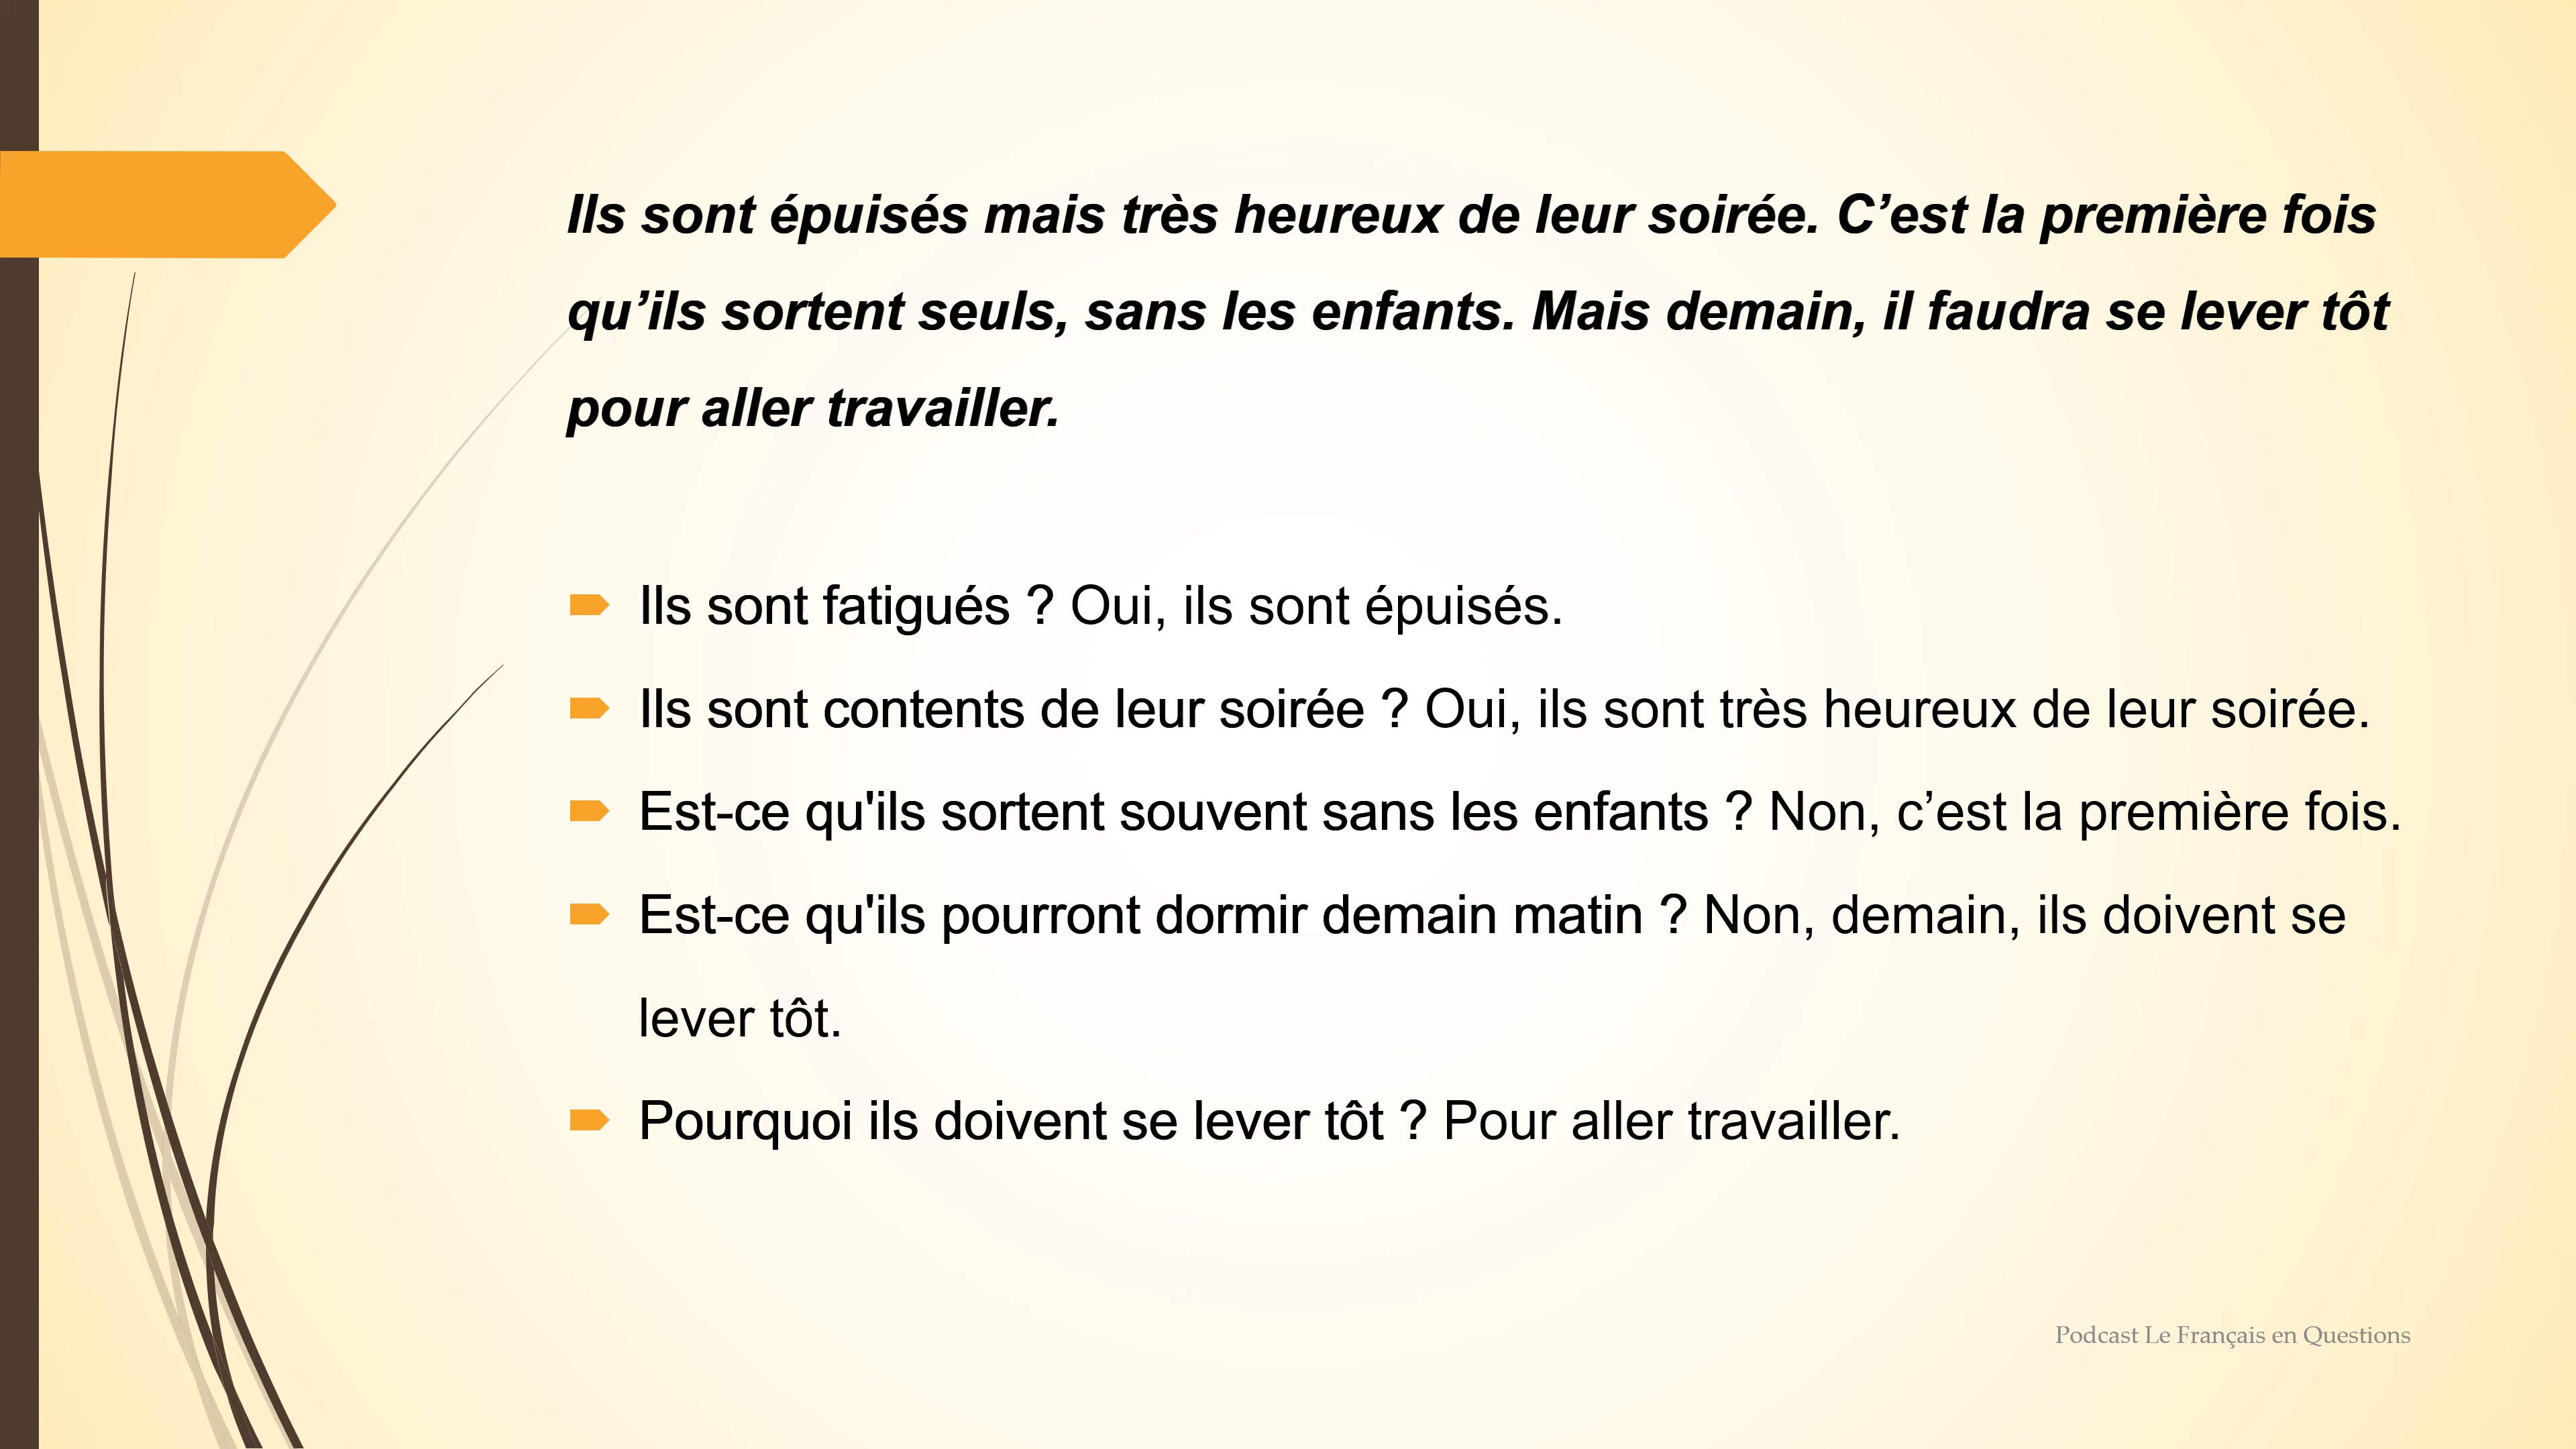 Ils sont épuisés mais très heureux de leur soirée. C’est la première fois
qu’ils sortent seuls, sans les enfants. Mais demain, il faudra se lever tôt
pour aller travailler.
Ils sont fatigués ? Oui, ils sont épuisés.
Ils sont contents de leur soirée ? Oui, ils sont très heureux de leur soirée.
Est-ce qu'ils sortent souvent sans les enfants ? Non, c’est la première fois.
Est-ce qu'ils pourront dormir demain matin ? Non, demain, ils doivent se
lever tôt.
Pourquoi ils doivent se lever tôt ? Pour aller travailler.
Podcast Le Français en Questions